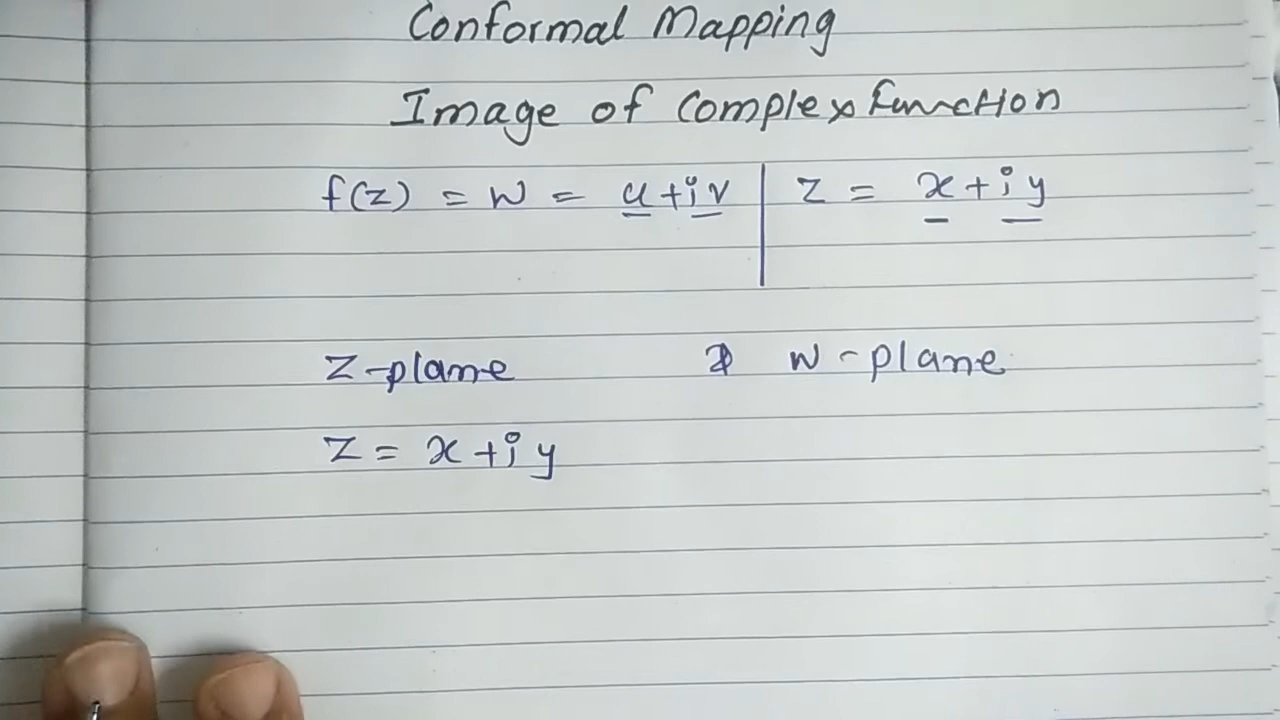 Conformal Mapping
Image of Complex function
f(z) = w = u+iv | z = x+iy
z-plane w-plane
z = x+iy